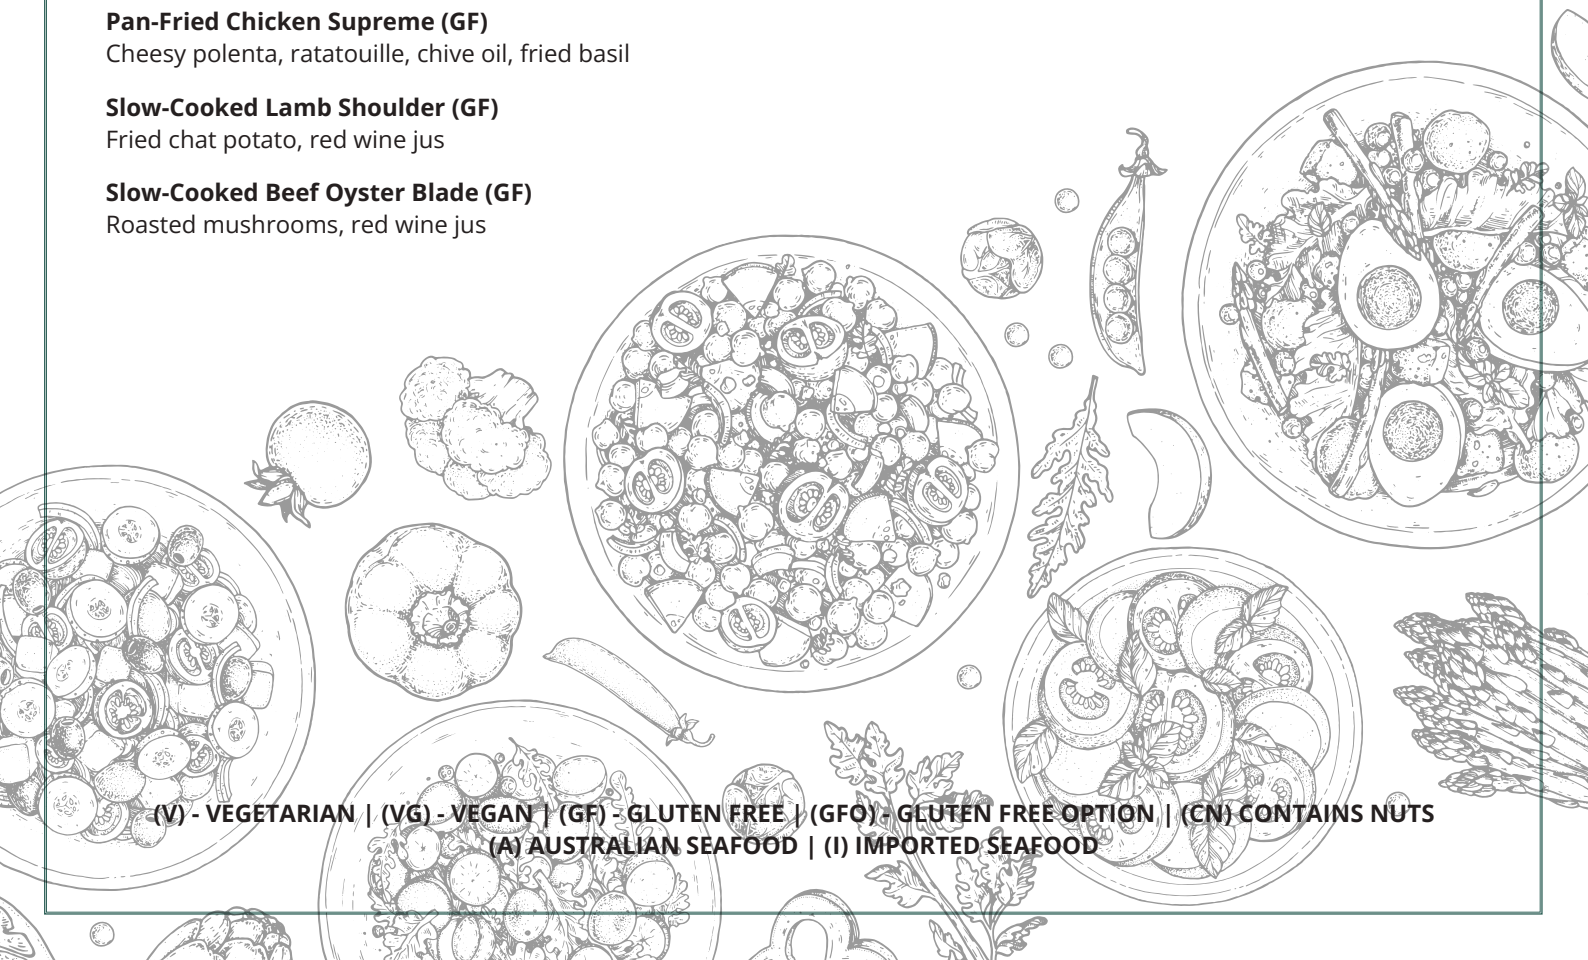 Pan-Fried Chicken Supreme (GF)
Cheesy polenta, ratatouille, chive oil, fried basil
Slow-Cooked Lamb Shoulder (GF)
Fried chat potato, red wine jus
Slow-Cooked Beef Oyster Blade (GF)
Roasted mushrooms, red wine jus
(V) - VEGETARIAN | (VG) - VEGAN | (GF) - GLUTEN FREE | (GFO) - GLUTEN FREE OPTION | (CN) CONTAINS NUTS
(A) AUSTRALIAN SEAFOOD | (I) IMPORTED SEAFOOD